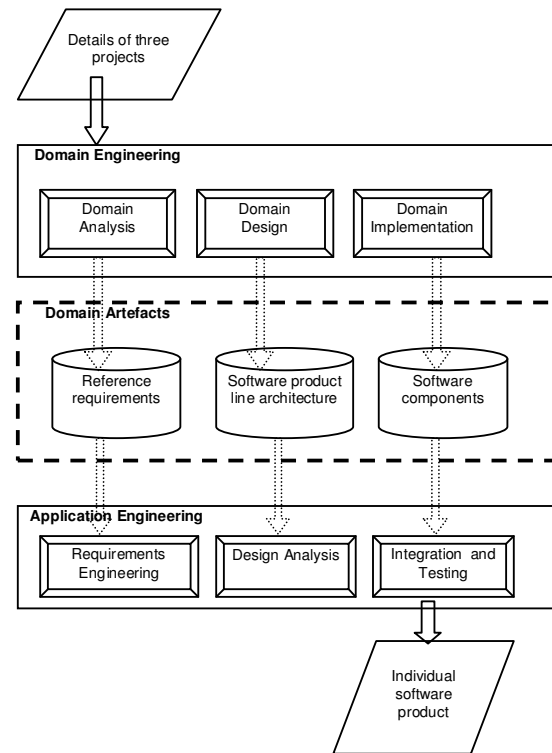 Details of three
projects
Domain Engineering
Domain
Analysis
Domain
Design
Domain
Implementation
Domain Artefacts
Reference
requirements
Software product
line architecture
Software
components
Application Engineering
Requirements
Engineering
Design Analysis
Integration and
Testing
Individual
software
product